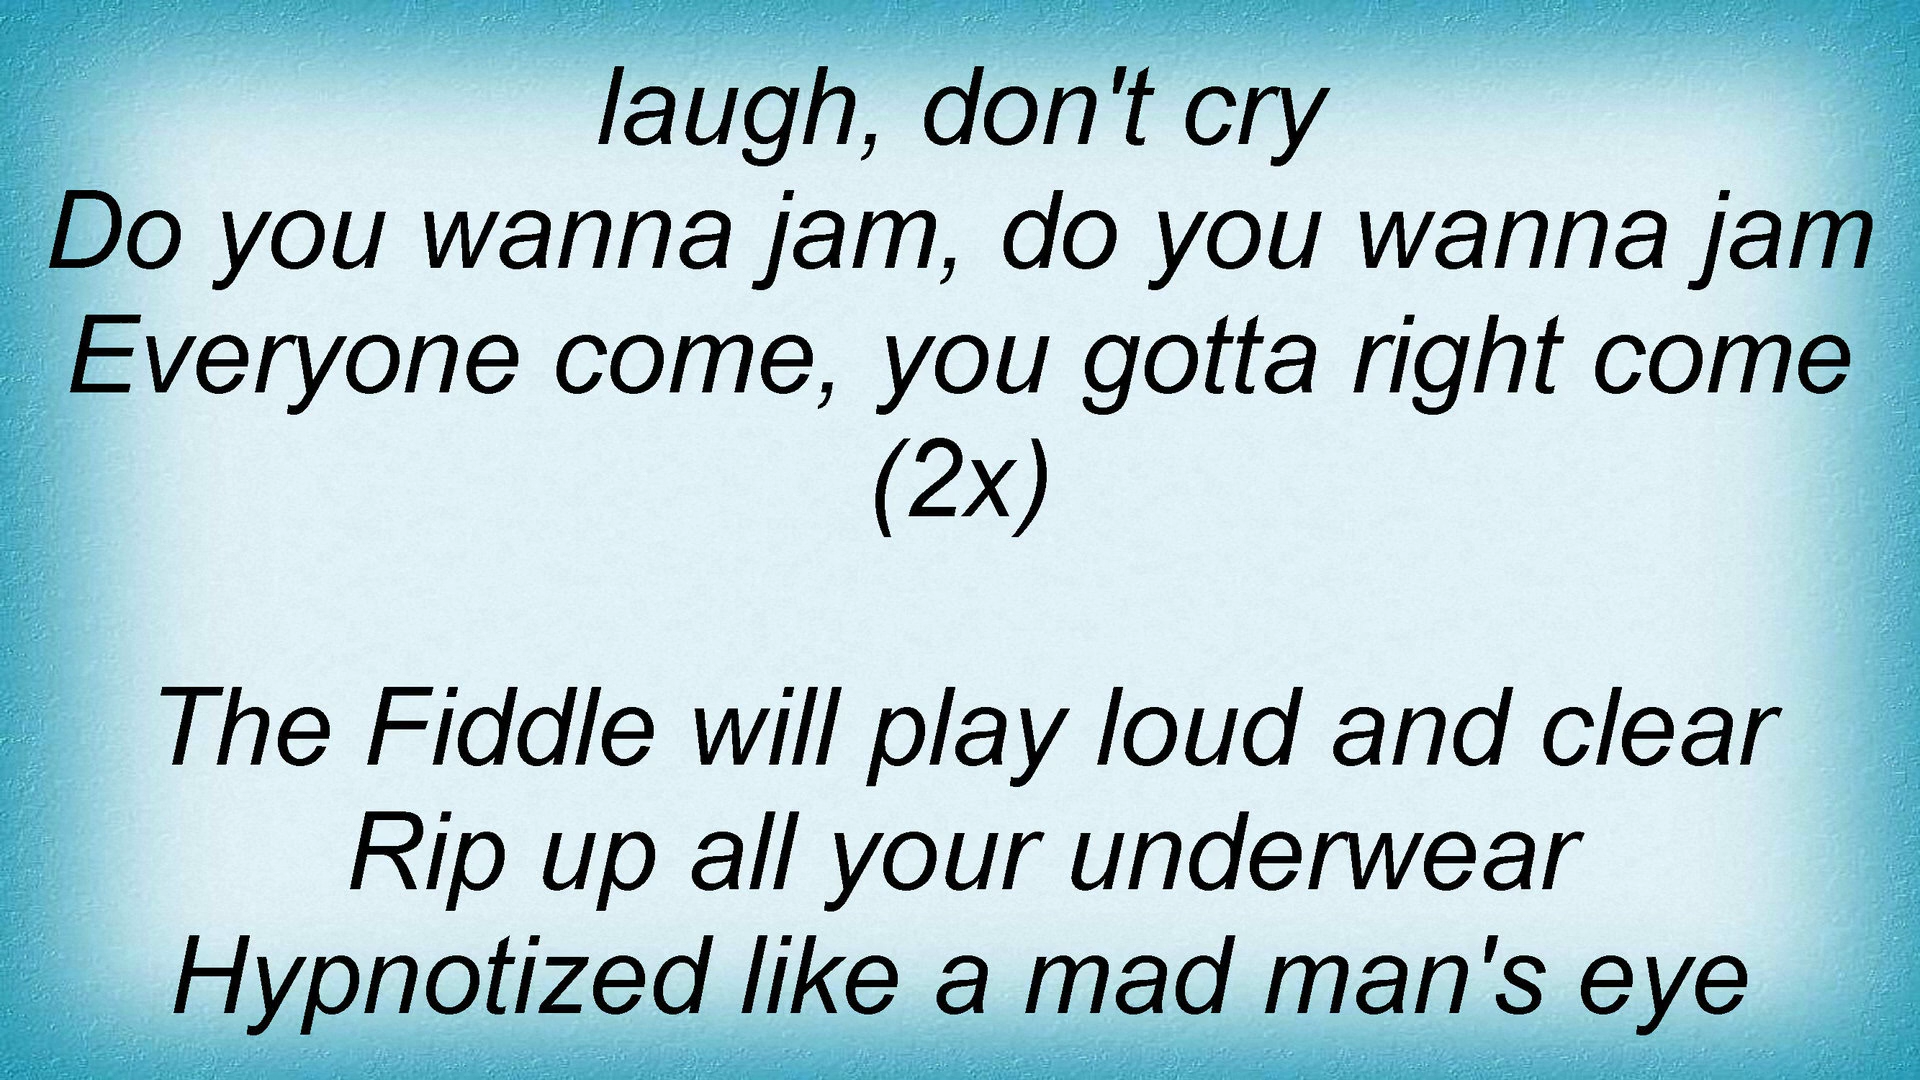 laugh, don't cry
Do you wanna jam, do you wanna jam
Everyone come, you gotta right come
(2x)
The Fiddle will play loud and clear
Rip up all your underwear
Hypnotized like a mad man's eye